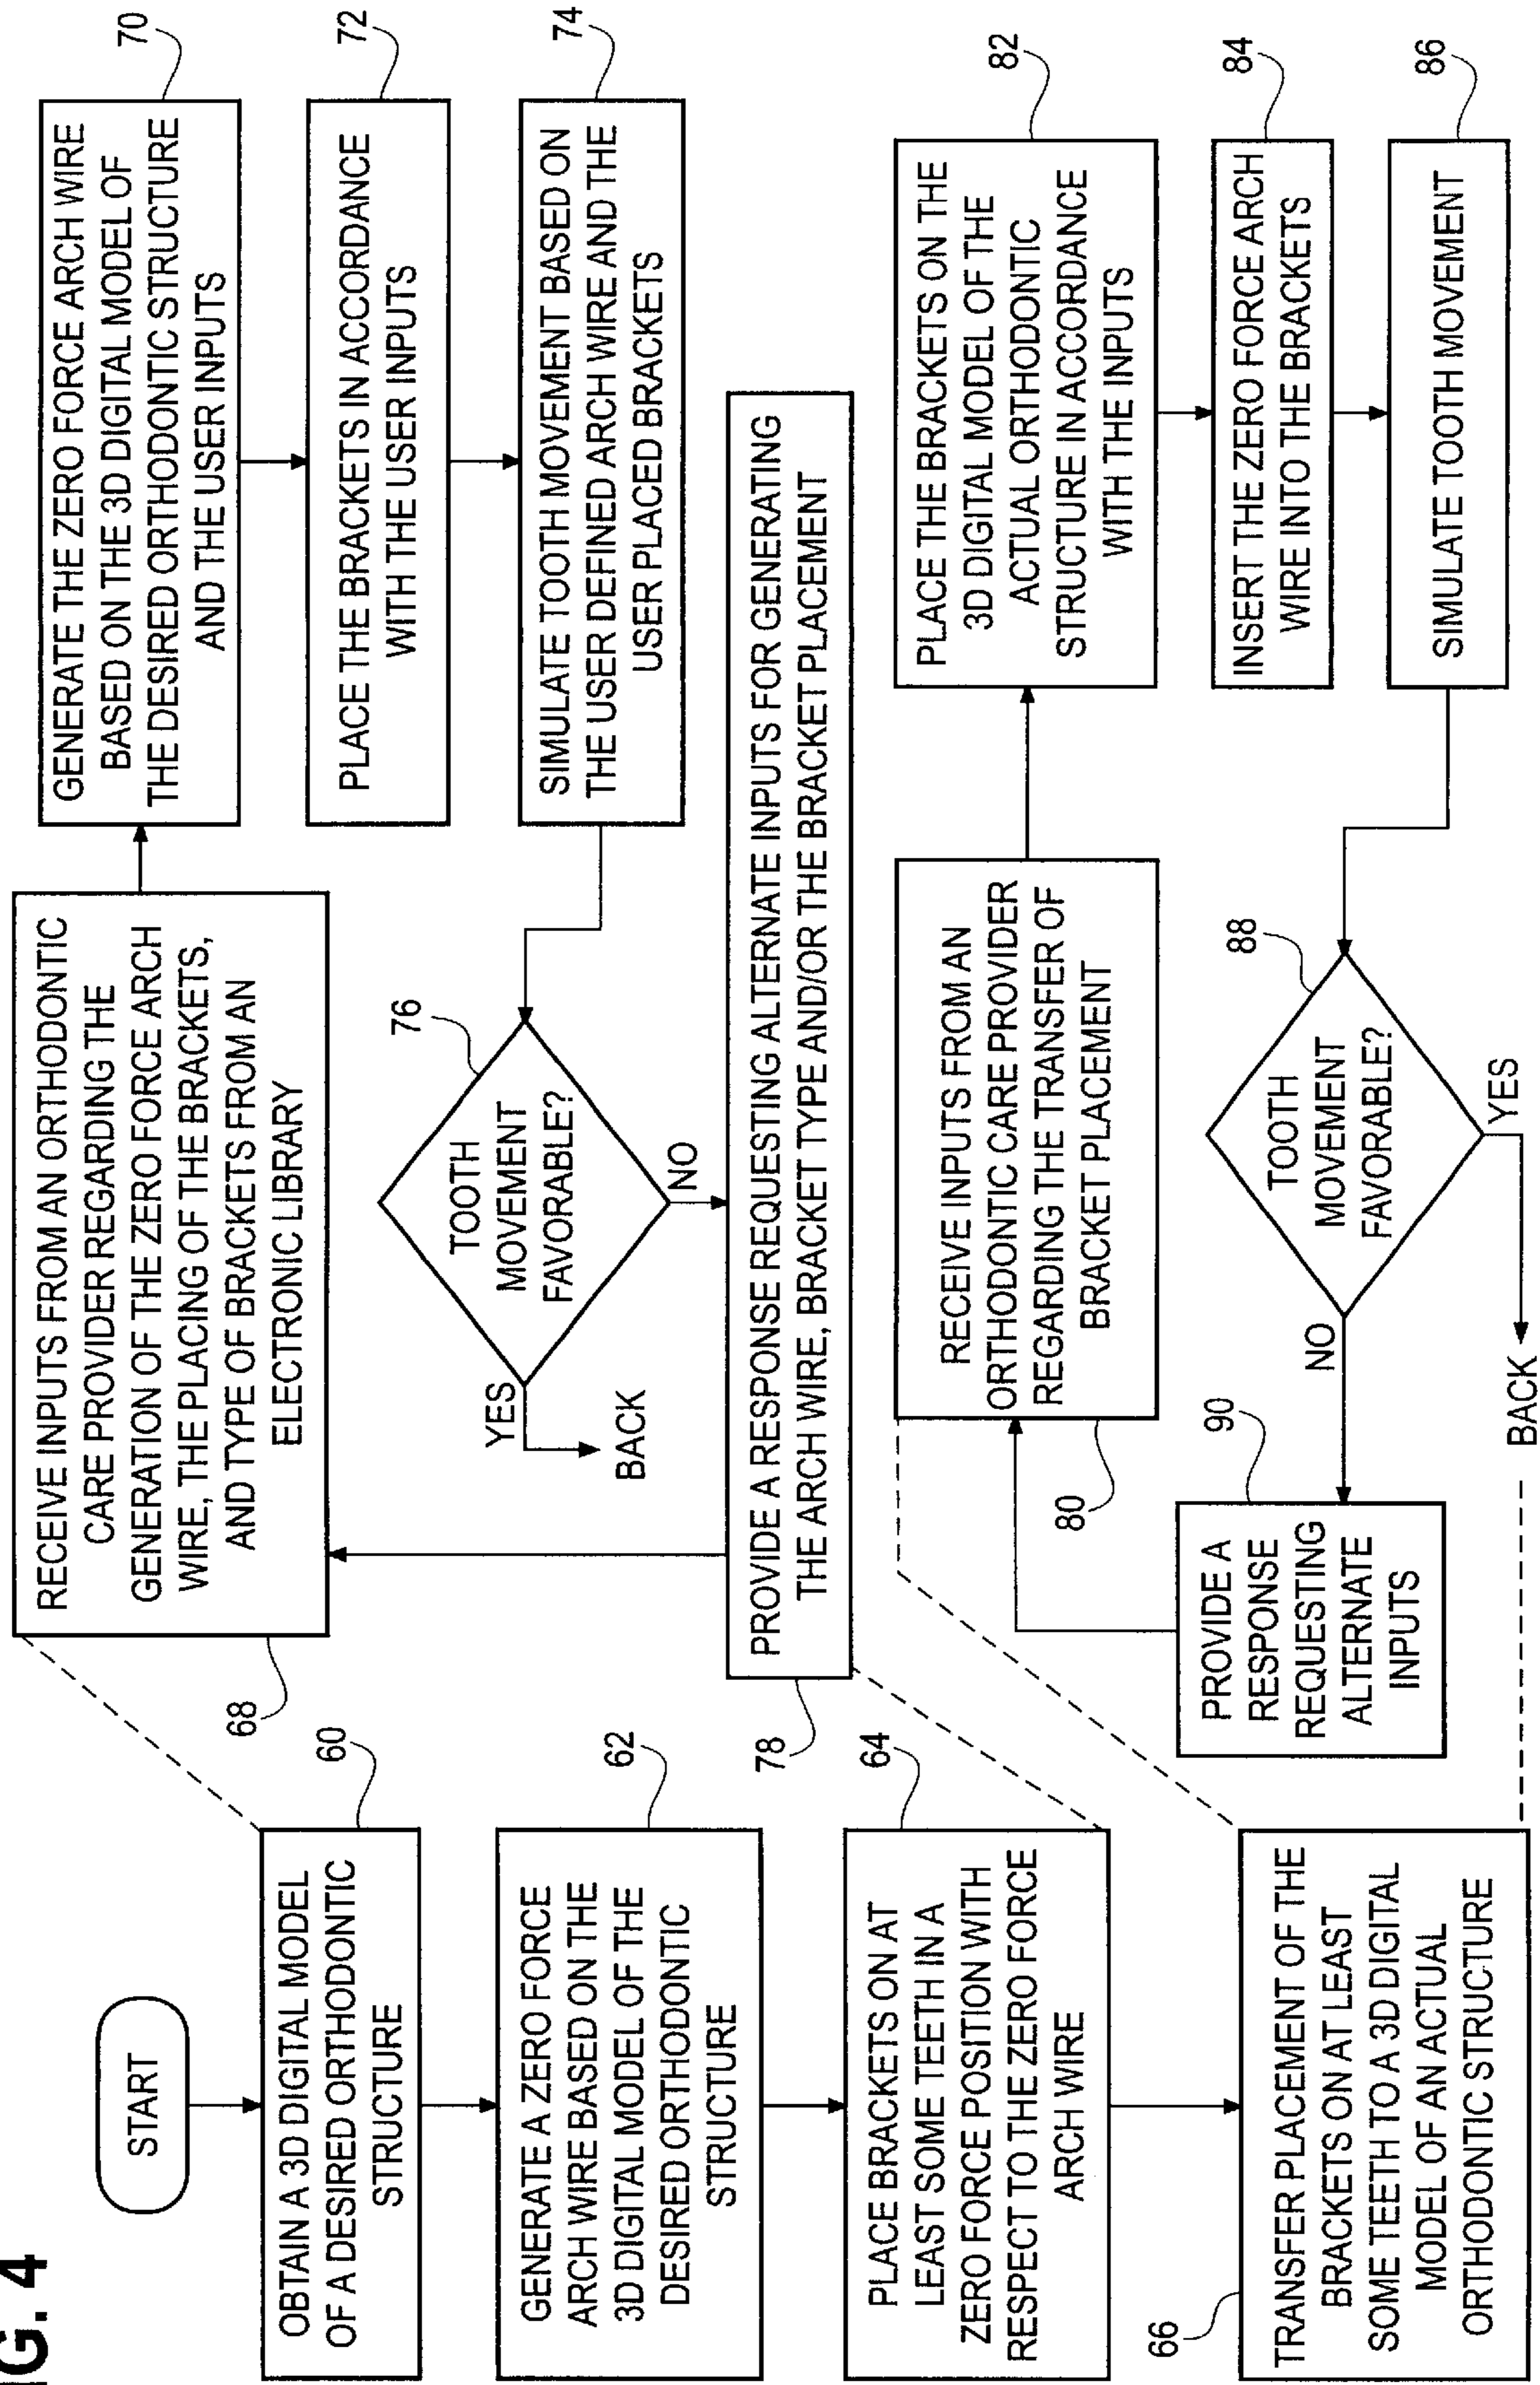 FIG. 4
START
OBTAIN A 3D DIGITAL MODEL
OF A DESIRED ORTHODONTIC
STRUCTURE
60
GENERATE A ZERO FORCE
ARCH WIRE BASED ON THE
3D DIGITAL MODEL OF THE
DESIRED ORTHODONTIC
STRUCTURE
62
PLACE BRACKETS ON AT
LEAST SOME TEETH IN A
ZERO FORCE POSITION WITH
RESPECT TO THE ZERO FORCE
ARCH WIRE
64
TRANSFER PLACEMENT OF THE
BRACKETS ON AT LEAST
SOME TEETH TO A 3D DIGITAL
MODEL OF AN ACTUAL
ORTHODONTIC STRUCTURE
66
RECEIVE INPUTS FROM AN ORTHODONTIC
CARE PROVIDER REGARDING THE
GENERATION OF THE ZERO FORCE ARCH
WIRE, THE PLACING OF THE BRACKETS,
AND TYPE OF BRACKETS FROM AN
ELECTRONIC LIBRARY
68
GENERATE THE ZERO FORCE ARCH WIRE
BASED ON THE 3D DIGITAL MODEL OF
THE DESIRED ORTHODONTIC STRUCTURE
AND THE USER INPUTS
70
PLACE THE BRACKETS IN ACCORDANCE
WITH THE USER INPUTS
72
SIMULATE TOOTH MOVEMENT BASED ON
THE USER DEFINED ARCH WIRE AND THE
USER PLACED BRACKETS
74
TOOTH
MOVEMENT
FAVORABLE?
76
YES
BACK
NO
PROVIDE A RESPONSE REQUESTING ALTERNATE INPUTS FOR GENERATING
THE ARCH WIRE, BRACKET TYPE AND/OR THE BRACKET PLACEMENT
78
RECEIVE INPUTS FROM AN
ORTHODONTIC CARE PROVIDER
REGARDING THE TRANSFER OF
BRACKET PLACEMENT
80
PLACE THE BRACKETS ON THE
3D DIGITAL MODEL OF THE
ACTUAL ORTHODONTIC
STRUCTURE IN ACCORDANCE
WITH THE INPUTS
82
INSERT THE ZERO FORCE ARCH
WIRE INTO THE BRACKETS
84
SIMULATE TOOTH MOVEMENT
86
TOOTH
MOVEMENT
FAVORABLE?
88
NO
YES
BACK
PROVIDE A
RESPONSE
REQUESTING
ALTERNATE
INPUTS
90